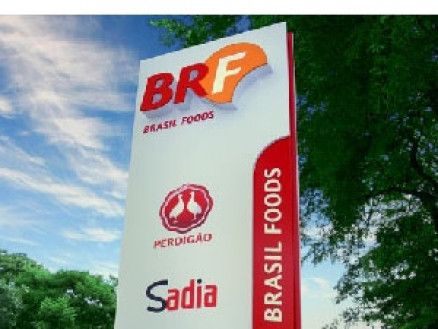 BRF
BRASIL FOODS
PERDIGÃO
Sadia
BRASIL FOODS